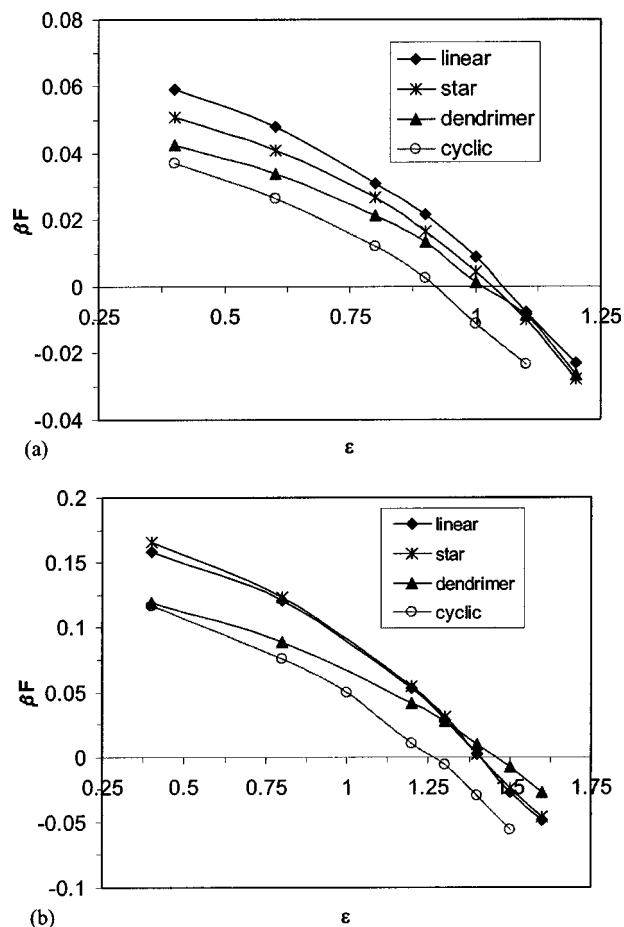 0.08
0.06
0.04
0.02
0
-0.02
-0.04
βF
0.25
0.5
0.75
1
1.25
linear
star
dendrimer
cyclic
(a)
ε
0.2
0.15
0.1
0.05
0
-0.05
-0.1
βF
0.25
0.5
0.75
1
1.25
1.5
1.75
linear
star
dendrimer
cyclic
(b)
ε